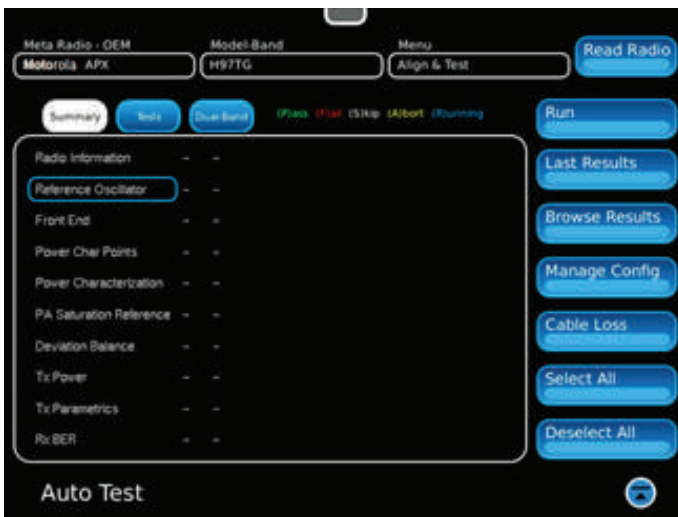 Meta Radio - OEM Model-Band Menu
Motorola APX H97TG Align & Test Read Radio
Summary Tests Dual-Band (P)ass (F)ail (S)kip (A)bort (R)unning
Run
Radio Information - -
Last Results
Reference Oscillator - -
Front End - -
Browse Results
Power Char Points - -
Manage Config
Power Characterization - -
PA Saturation Reference - -
Cable Loss
Deviation Balance - -
Tx Power - -
Select All
Tx Parametrics - -
Rx BER - -
Deselect All
Auto Test